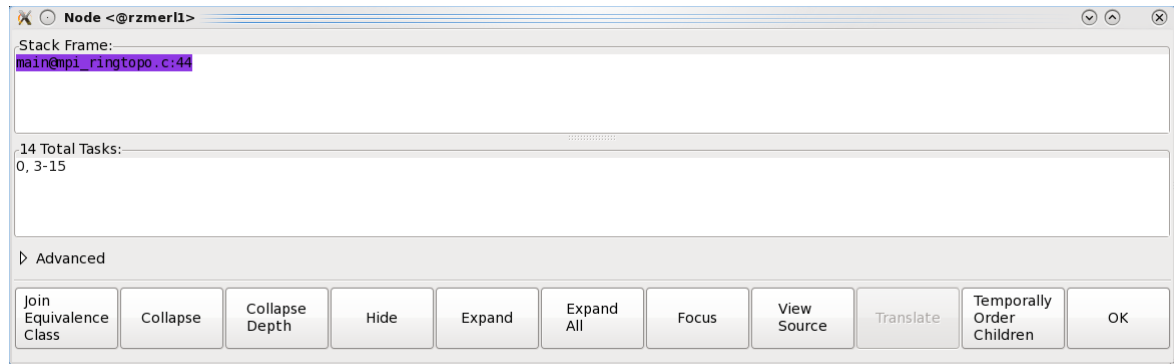 Node <@rzmerl1>
Stack Frame:
main@mpi_ringtopo.c:44
14 Total Tasks:
0, 3-15
Advanced
Join
Equivalence
Class
Collapse
Collapse
Depth
Hide
Expand
Expand
All
Focus
View
Source
Translate
Temporally
Order
Children
OK